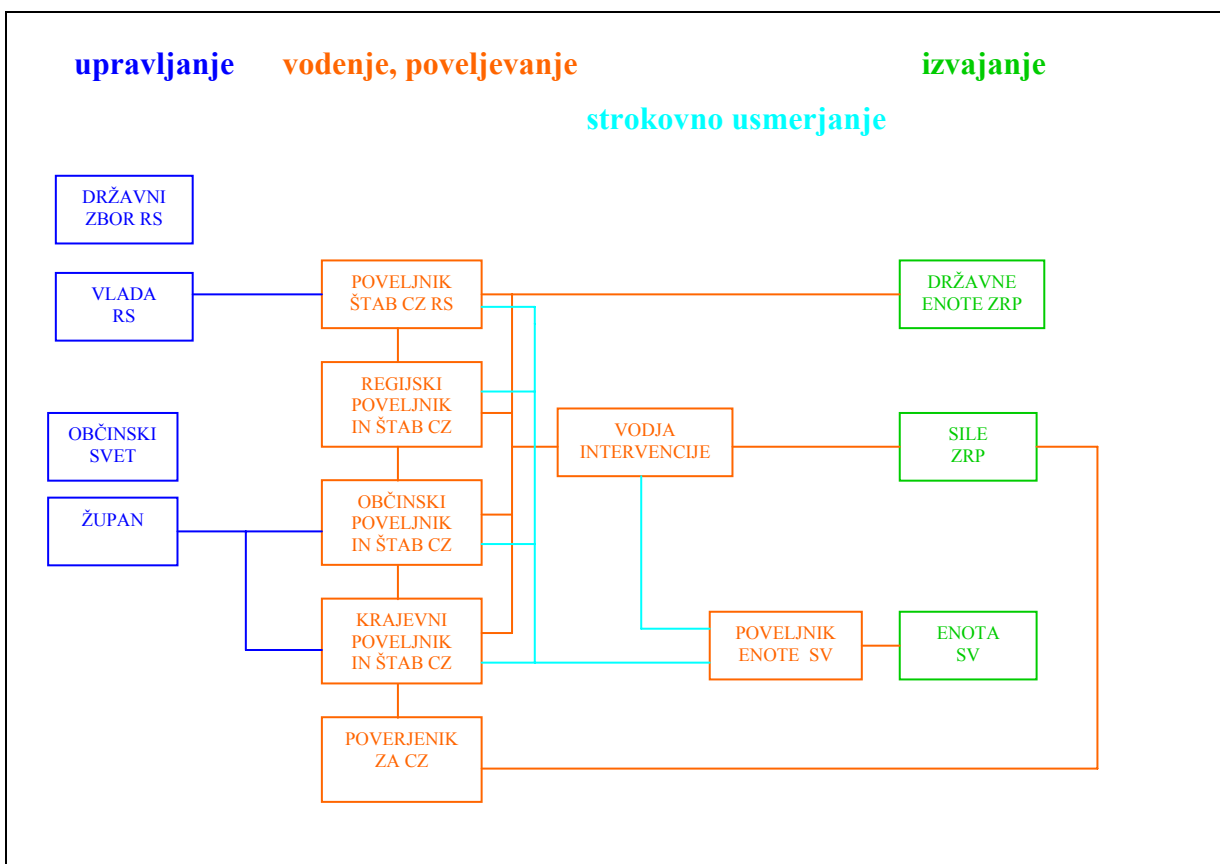 upravljanje
vodenje, poveljevanje
izvajanje
strokovno usmerjanje
DRŽAVNI
ZBOR RS
VLADA
RS
POVELJNIK
ŠTAB CZ RS
DRŽAVNE
ENOTE ZRP
REGIJSKI
POVELJNIK
IN ŠTAB CZ
OBČINSKI
SVET
VODJA
INTERVENCIJE
SILE
ZRP
ŽUPAN
OBČINSKI
POVELJNIK
IN ŠTAB CZ
KRAJEVNI
POVELJNIK
IN ŠTAB CZ
POVELJNIK
ENOTE SV
ENOTA
SV
POVERJENIK
ZA CZ